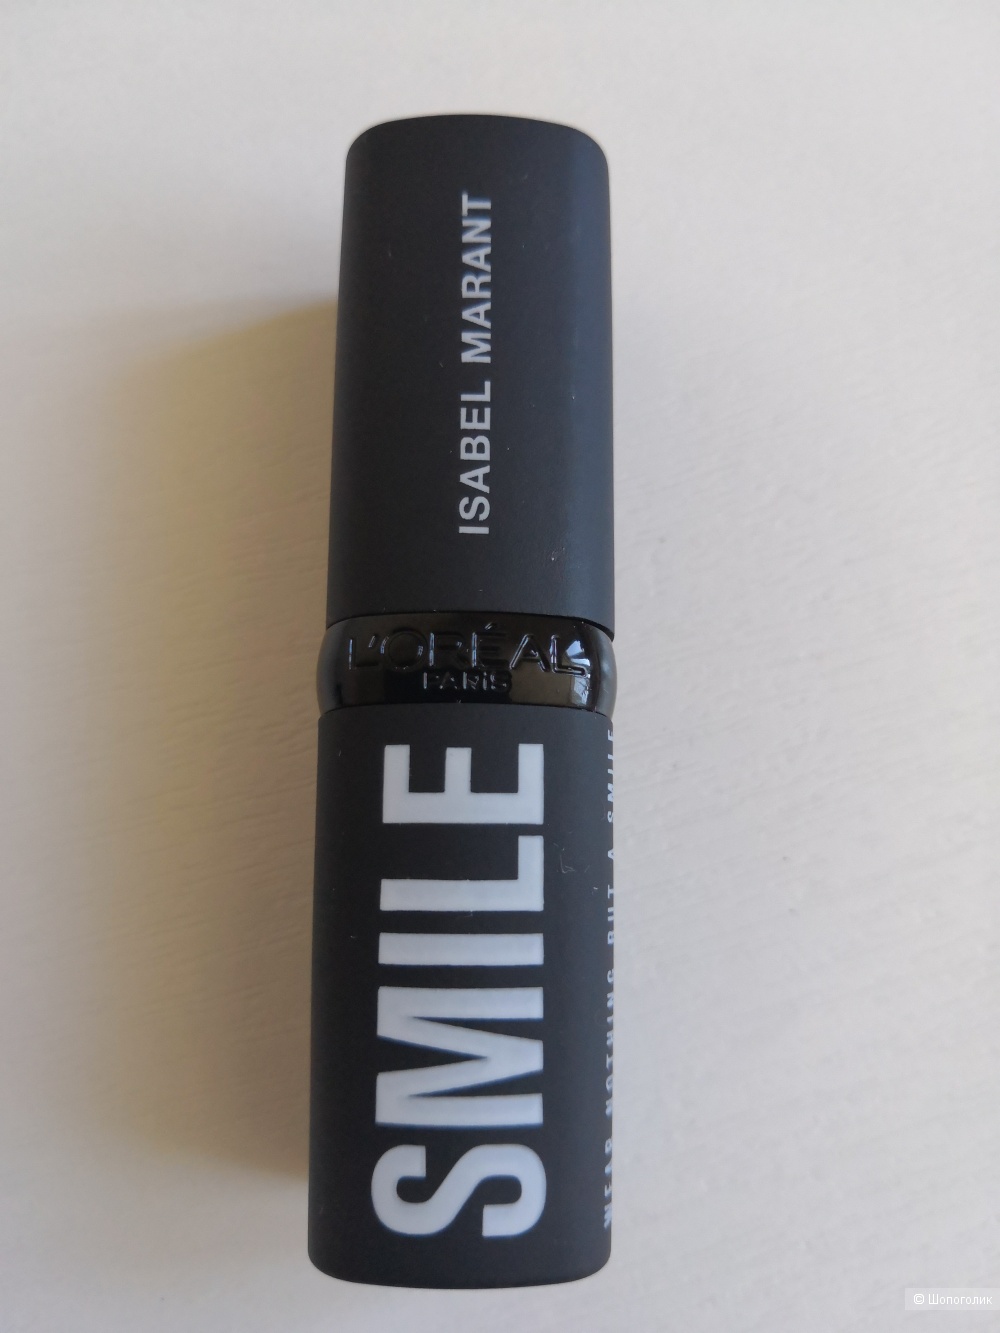 ISABEL MARANT
L'ORÉAL
PARIS
SMILE
WEAR NOTHING BUT A SMILE
© Шопоголик